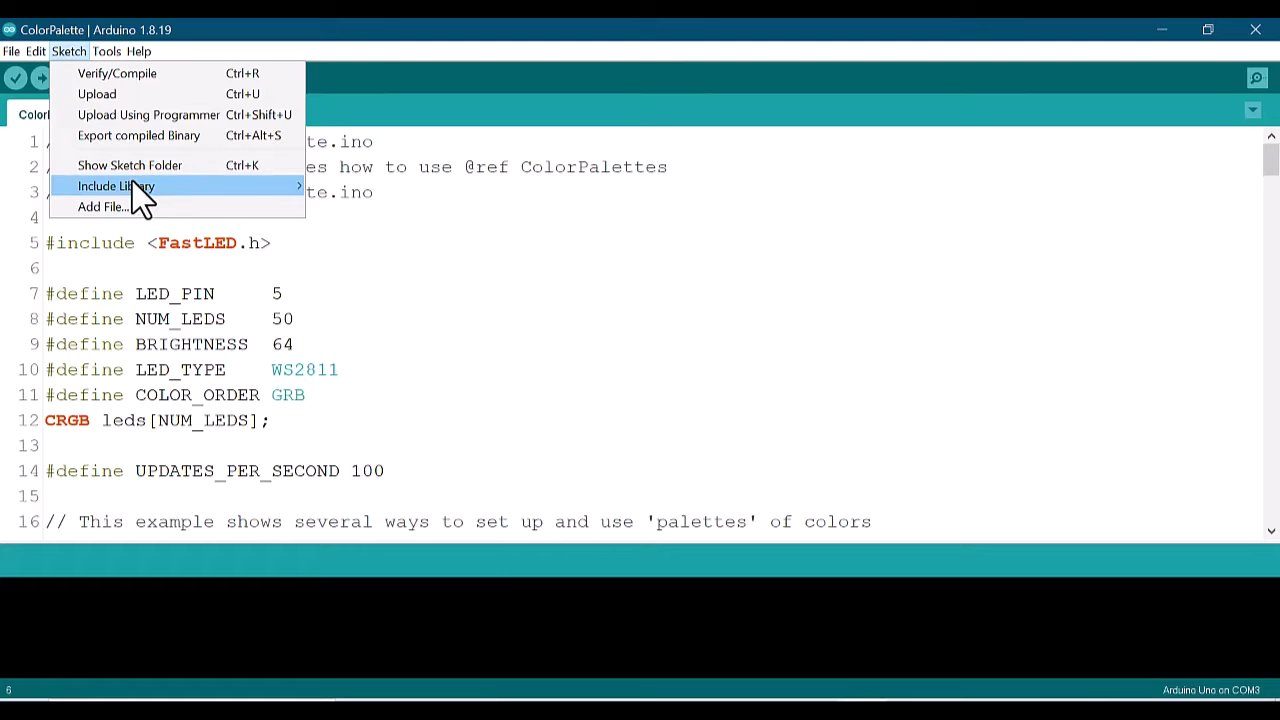 ColorPalette | Arduino 1.8.19
File Edit Sketch Tools Help
Verify/Compile Ctrl+R
Upload Ctrl+U
Upload Using Programmer Ctrl+Shift+U
Export compiled Binary Ctrl+Alt+S
Show Sketch Folder Ctrl+K
Include Library
Add File...
1 te.ino
2 es how to use @ref ColorPalettes
3 te.ino
4
5 #include <FastLED.h>
6
7 #define LED_PIN 5
8 #define NUM_LEDS 50
9 #define BRIGHTNESS 64
10 #define LED_TYPE WS2811
11 #define COLOR_ORDER GRB
12 CRGB leds[NUM_LEDS];
13
14 #define UPDATES_PER_SECOND 100
15
16 // This example shows several ways to set up and use 'palettes' of colors
6
Arduino Uno on COM3